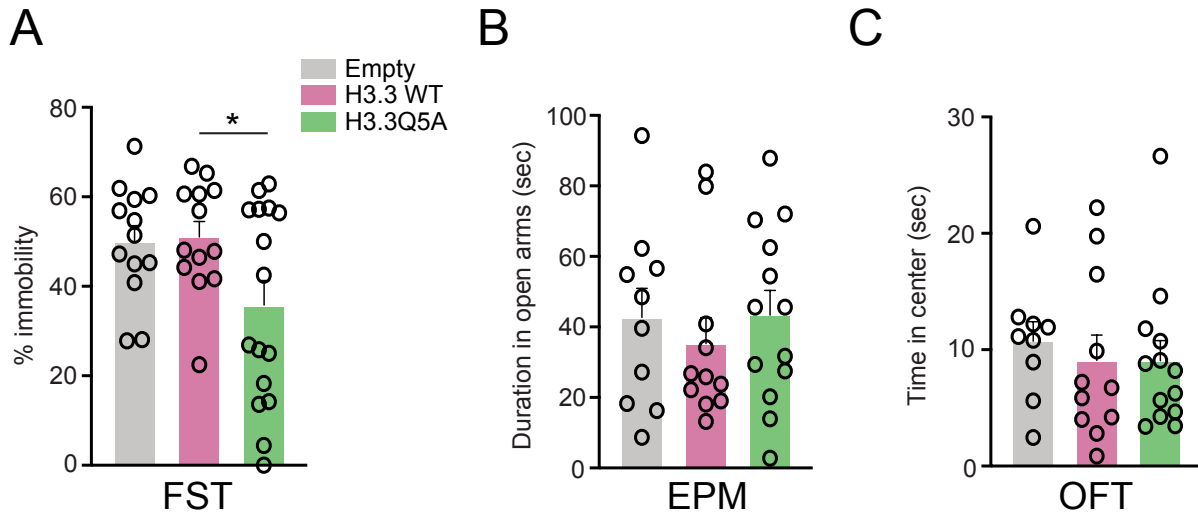 A
B
C
Empty
H3.3 WT
H3.3Q5A
*
% immobility
80
60
40
20
0
FST
Duration in open arms (sec)
100
80
60
40
20
0
EPM
Time in center (sec)
30
20
10
0
OFT